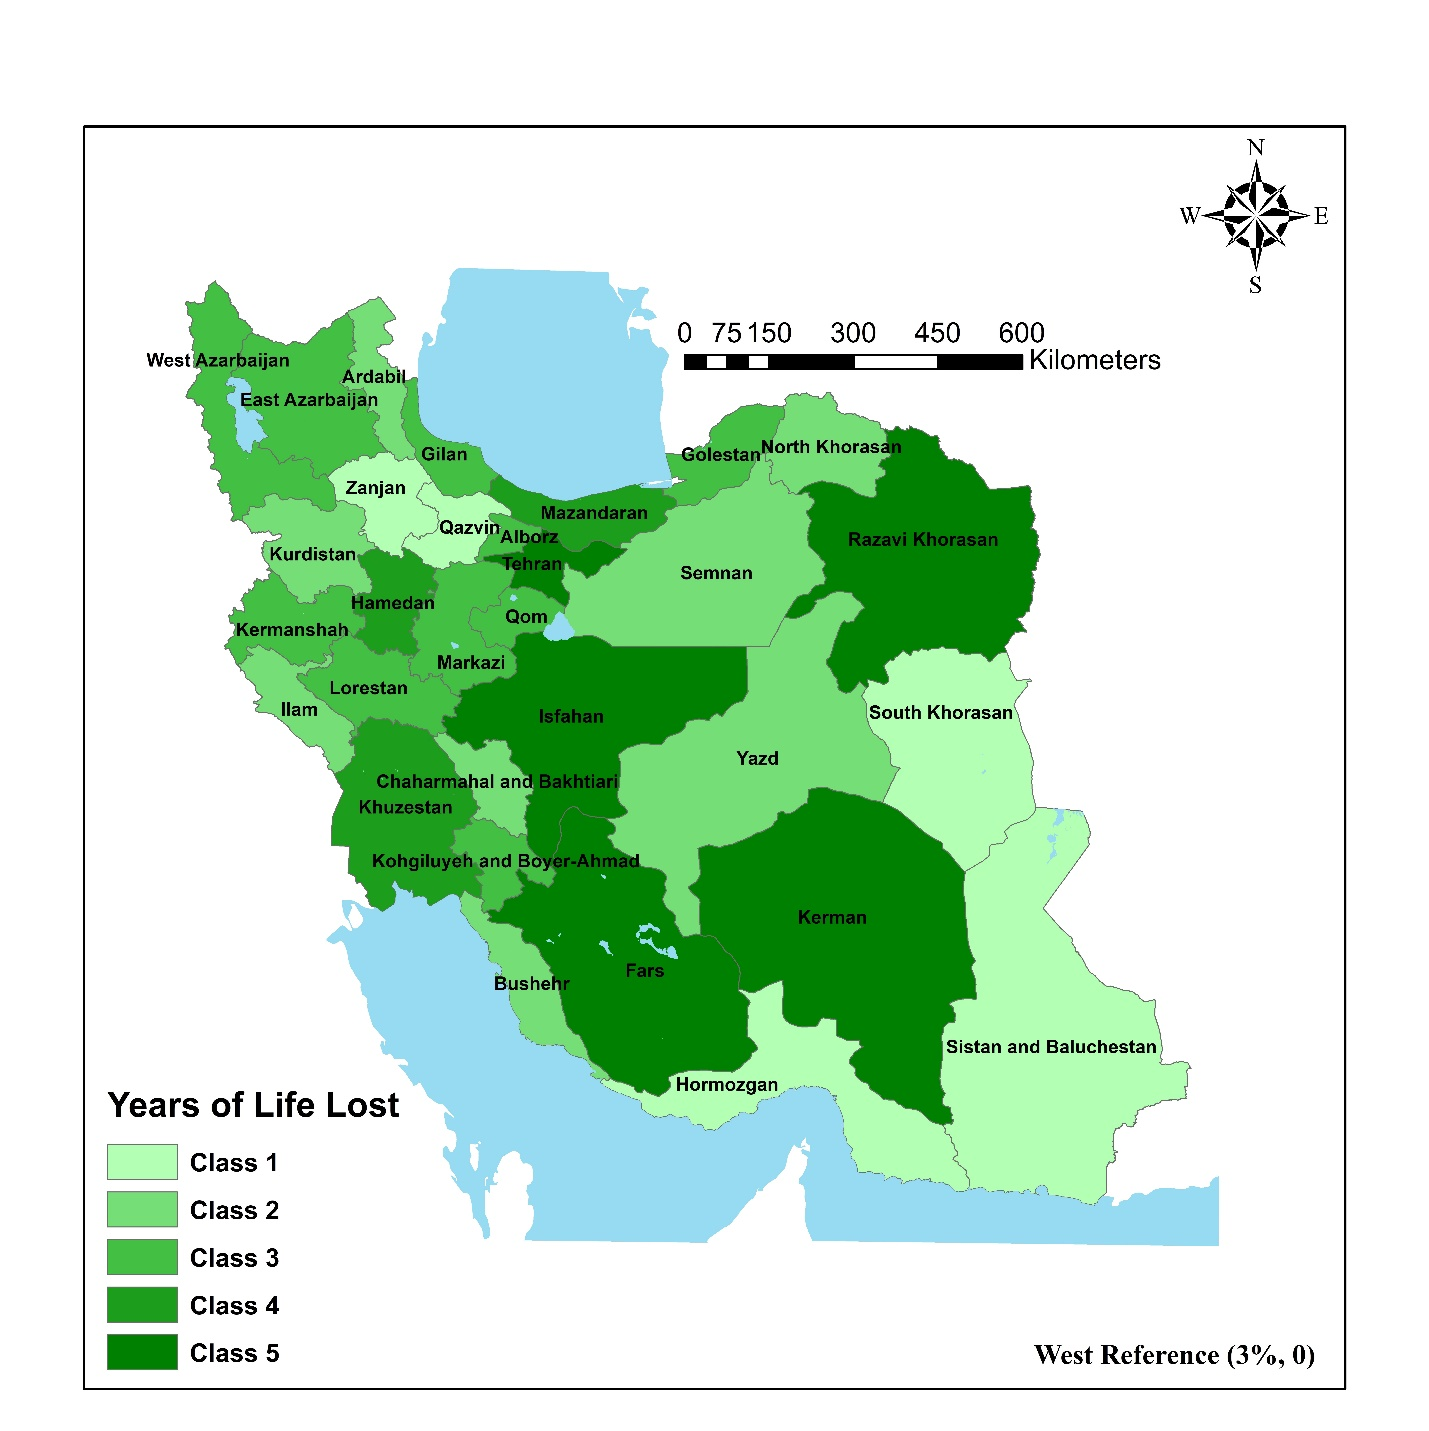 N
W E
S
0 75 150 300 450 600
Kilometers
West Azarbaijan
Ardabil
East Azarbaijan
Gilan
Golestan
North Khorasan
Zanjan
Mazandaran
Qazvin
Alborz
Razavi Khorasan
Kurdistan
Tehran
Semnan
Hamedan
Qom
Kermanshah
Markazi
Lorestan
Ilam
Isfahan
South Khorasan
Yazd
Chaharmahal and Bakhtiari
Khuzestan
Kohgiluyeh and Boyer-Ahmad
Kerman
Fars
Bushehr
Sistan and Baluchestan
Hormozgan
Years of Life Lost
Class 1
Class 2
Class 3
Class 4
Class 5
West Reference (3%, 0)